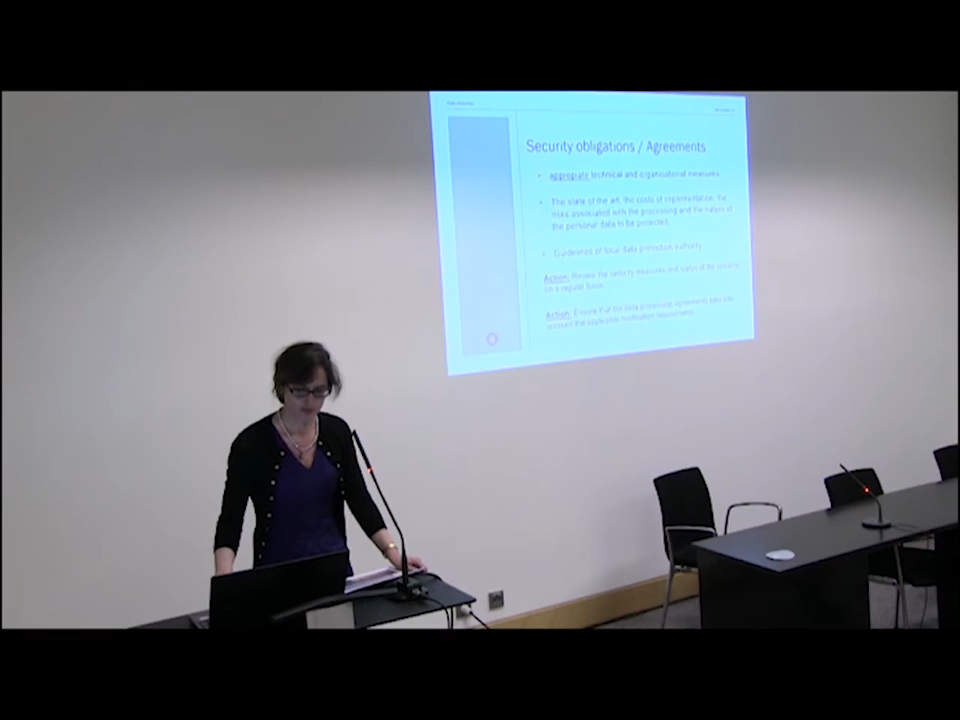 Security obligations / Agreements
• appropiate technical and organisational measures
• The state of the art, the costs of implementation, the
risks associated with the processing and the nature of
the personal data to be protected.
• Guidelines of local data protection authority
Action: Review the security measures and status of the
on a regular basis
Action: Ensure that the data processing agreements take into
account the applicable notification requirements